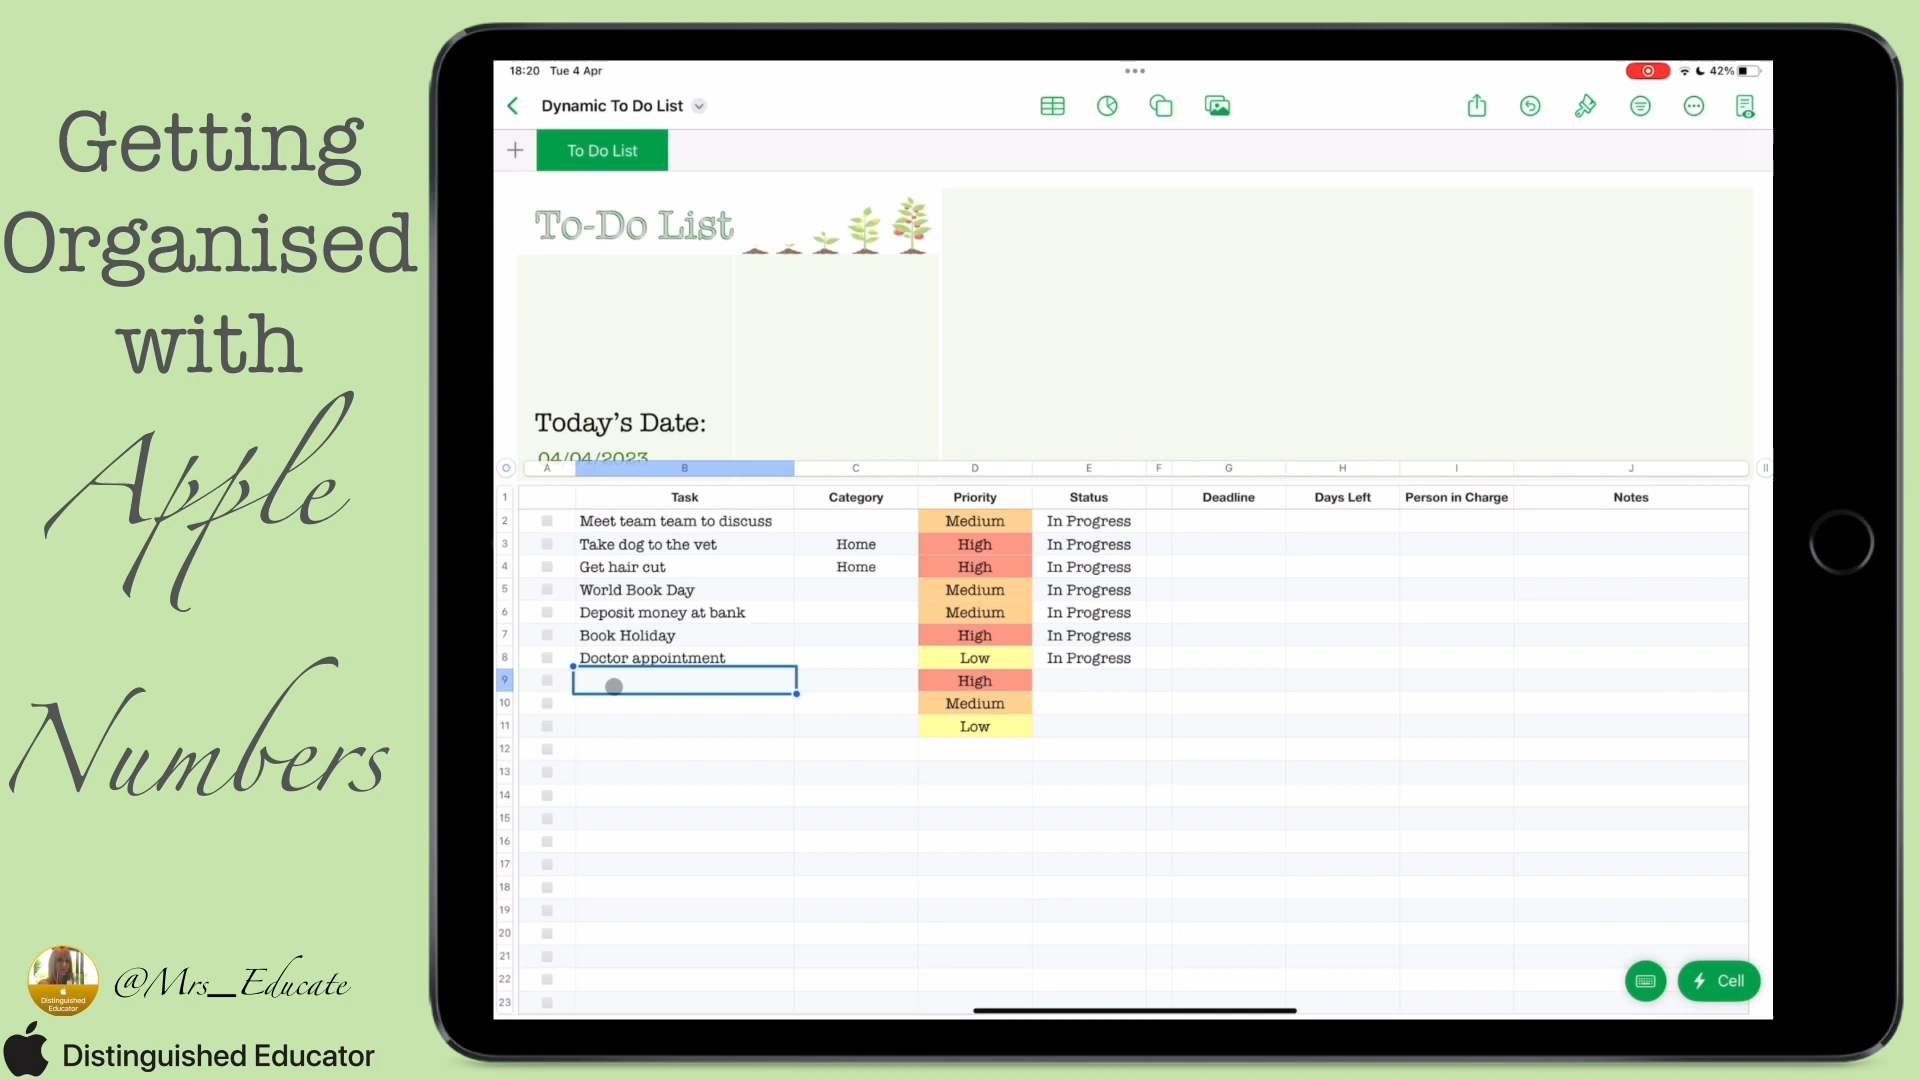 Getting
Organised
with
Apple
Numbers
@Mrs_Educate
Distinguished
Educator
Distinguished Educator
18:20 Tue 4 Apr
42%
Dynamic To Do List
To Do List
To-Do List
Today's Date:
04/04/2023
A B C D E F G H I J
1 Task Category Priority Status Deadline Days Left Person in Charge Notes
2 Meet team team to discuss Medium In Progress
3 Take dog to the vet Home High In Progress
4 Get hair cut Home High In Progress
5 World Book Day Medium In Progress
6 Deposit money at bank Medium In Progress
7 Book Holiday High In Progress
8 Doctor appointment Low In Progress
9 High
10 Medium
11 Low
12
13
14
15
16
17
18
19
20
21
22
23
Cell